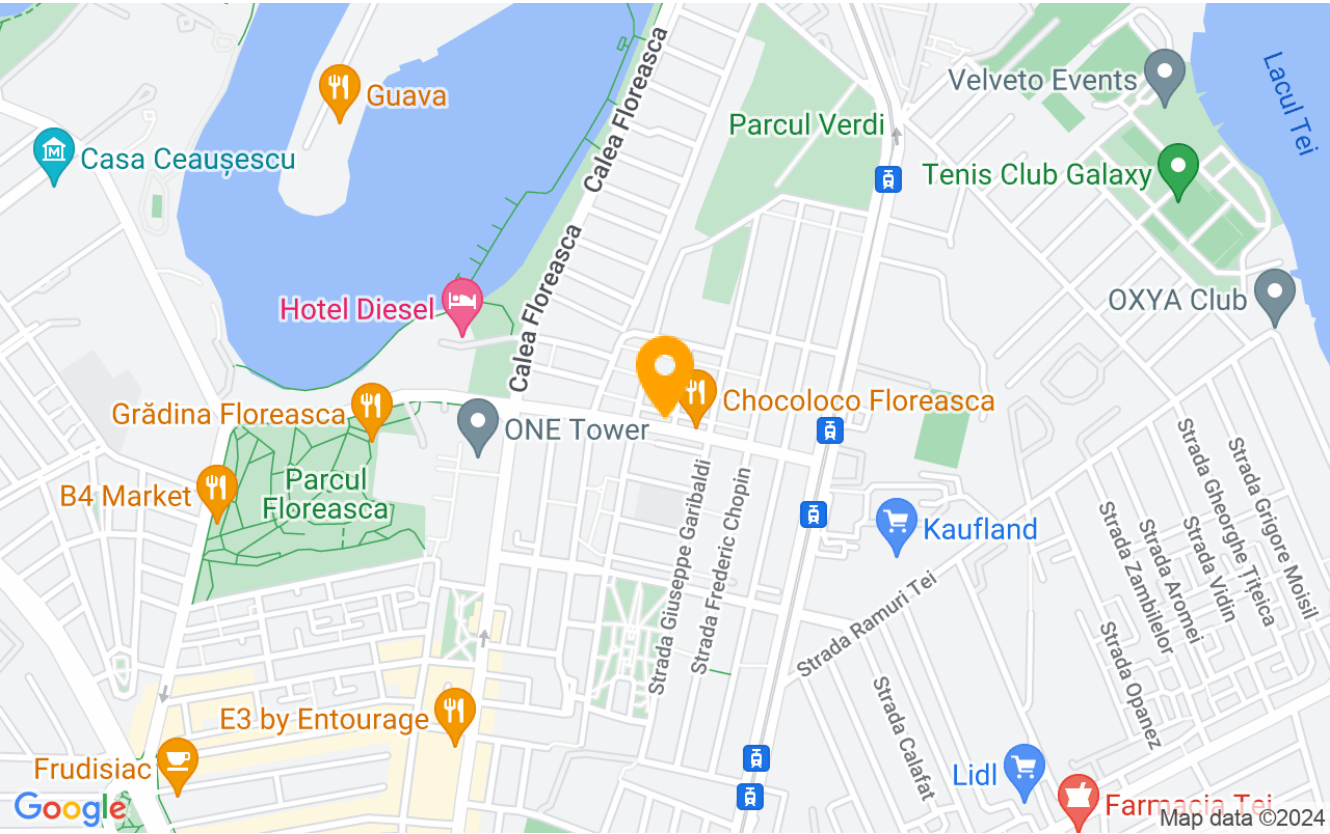 Guava
Calea Floreasca
Velveto Events
Lacul Tei
Parcul Verdi
Casa Ceaușescu
Tenis Club Galaxy
Calea Floreasca
Hotel Diesel
OXYA Club
Calea Floreasca
Chocoloco Floreasca
Grădina Floreasca
ONE Tower
Parcul
Floreasca
B4 Market
Kaufland
Strada Giuseppe Garibaldi
Strada Frederic Chopin
Strada Ramuri Tei
Strada Zambilelor
Strada Aromei
Strada Vidin
Strada Gheorghe Țițeica
Strada Grigore Moisil
Strada Opanez
Strada Calafat
E3 by Entourage
Frudisiac
Lidl
Farmacia Tei
Google
Map data ©2024